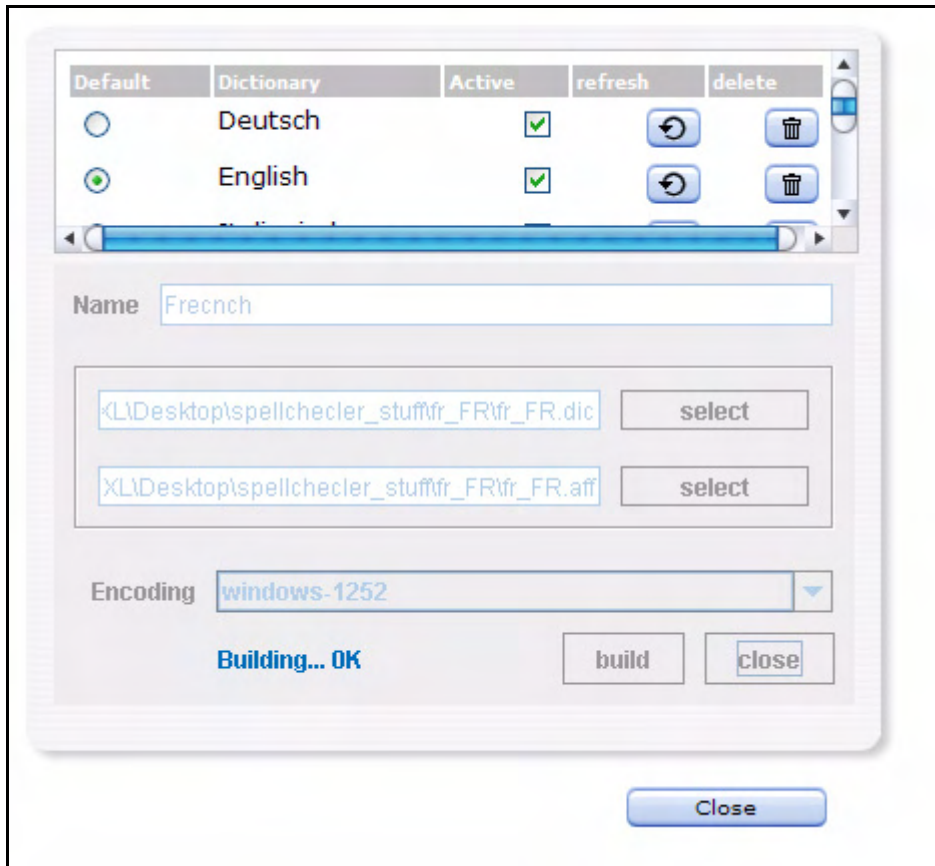 Default Dictionary Active refresh delete
Deutsch
English
Name Frecnch
XL\Desktop\spellchecler_stuff\fr_FR\fr_FR.dic select
XL\Desktop\spellchecler_stuff\fr_FR\fr_FR.aff select
Encoding windows-1252
Building... OK build close
Close